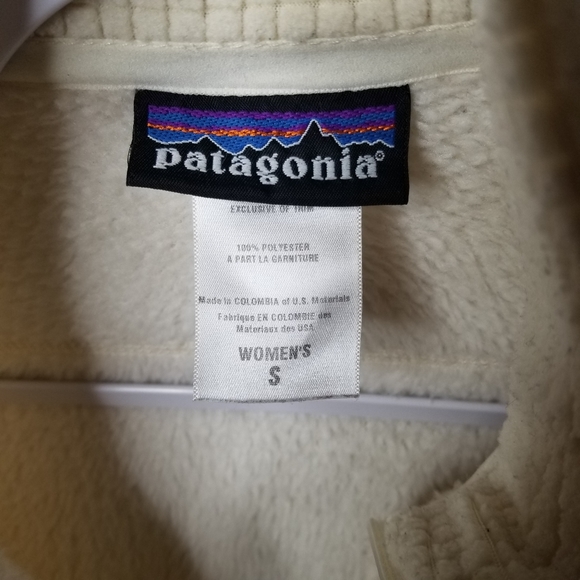 patagonia®
EXCLUSIVE OF TRIM
100% POLYESTER
A PART LA GARNITURE
Made in COLOMBIA of U.S. Materials
Fabrique EN COLOMBIE des
Materiaux des USA
WOMEN'S
S